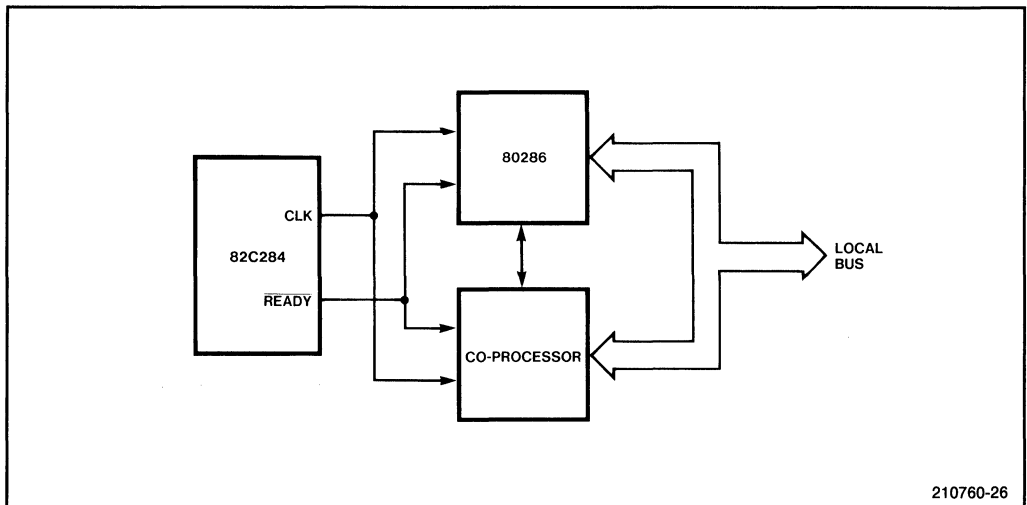 80286
CLK
82C284
READY
LOCAL
BUS
CO-PROCESSOR
210760-26